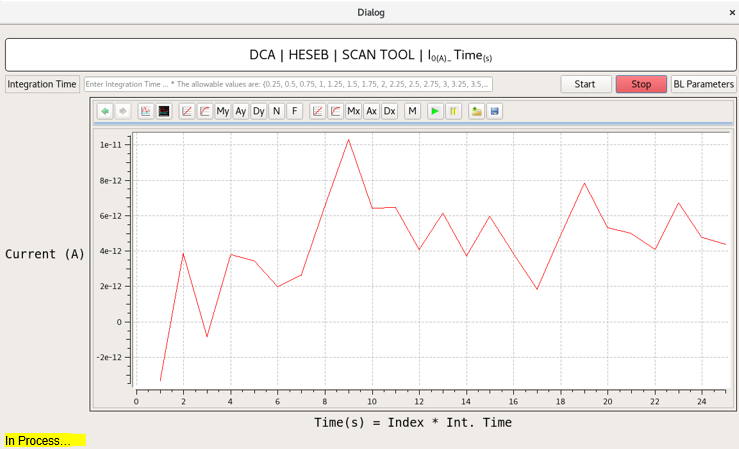 Dialog
×
DCA | HESEB | SCAN TOOL | I0(A)_ Time(s)
Integration Time
Enter Integration Time ... * The allowable values are: {0.25, 0.5, 0.75, 1, 1.25, 1.5, 1.75, 2, 2.25, 2.5, 2.75, 3, 3.25, 3.5,...
Start
Stop
BL Parameters
My Ay Dy N F Mx Ax Dx M
1e-11
8e-12
6e-12
4e-12
2e-12
0
-2e-12
Current (A)
0 2 4 6 8 10 12 14 16 18 20 22 24
Time(s) = Index * Int. Time
In Process...